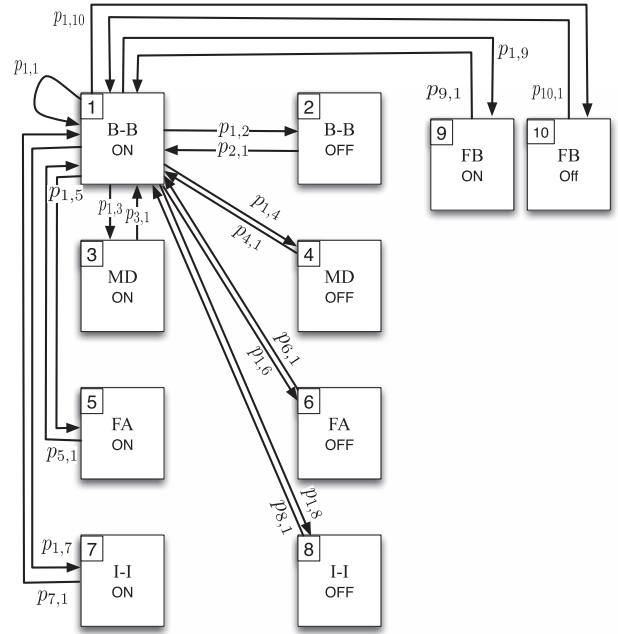 p1,10
p1,1
p1,9
p9,1
p10,1
1
B-B
ON
p1,2
p2,1
2
B-B
OFF
9
FB
ON
10
FB
Off
p1,5
p1,3
p3,1
p1,4
p4,1
3
MD
ON
4
MD
OFF
p6,1
p1,6
5
FA
ON
p5,1
6
FA
OFF
p1,8
p8,1
p1,7
7
I-I
ON
p7,1
8
I-I
OFF